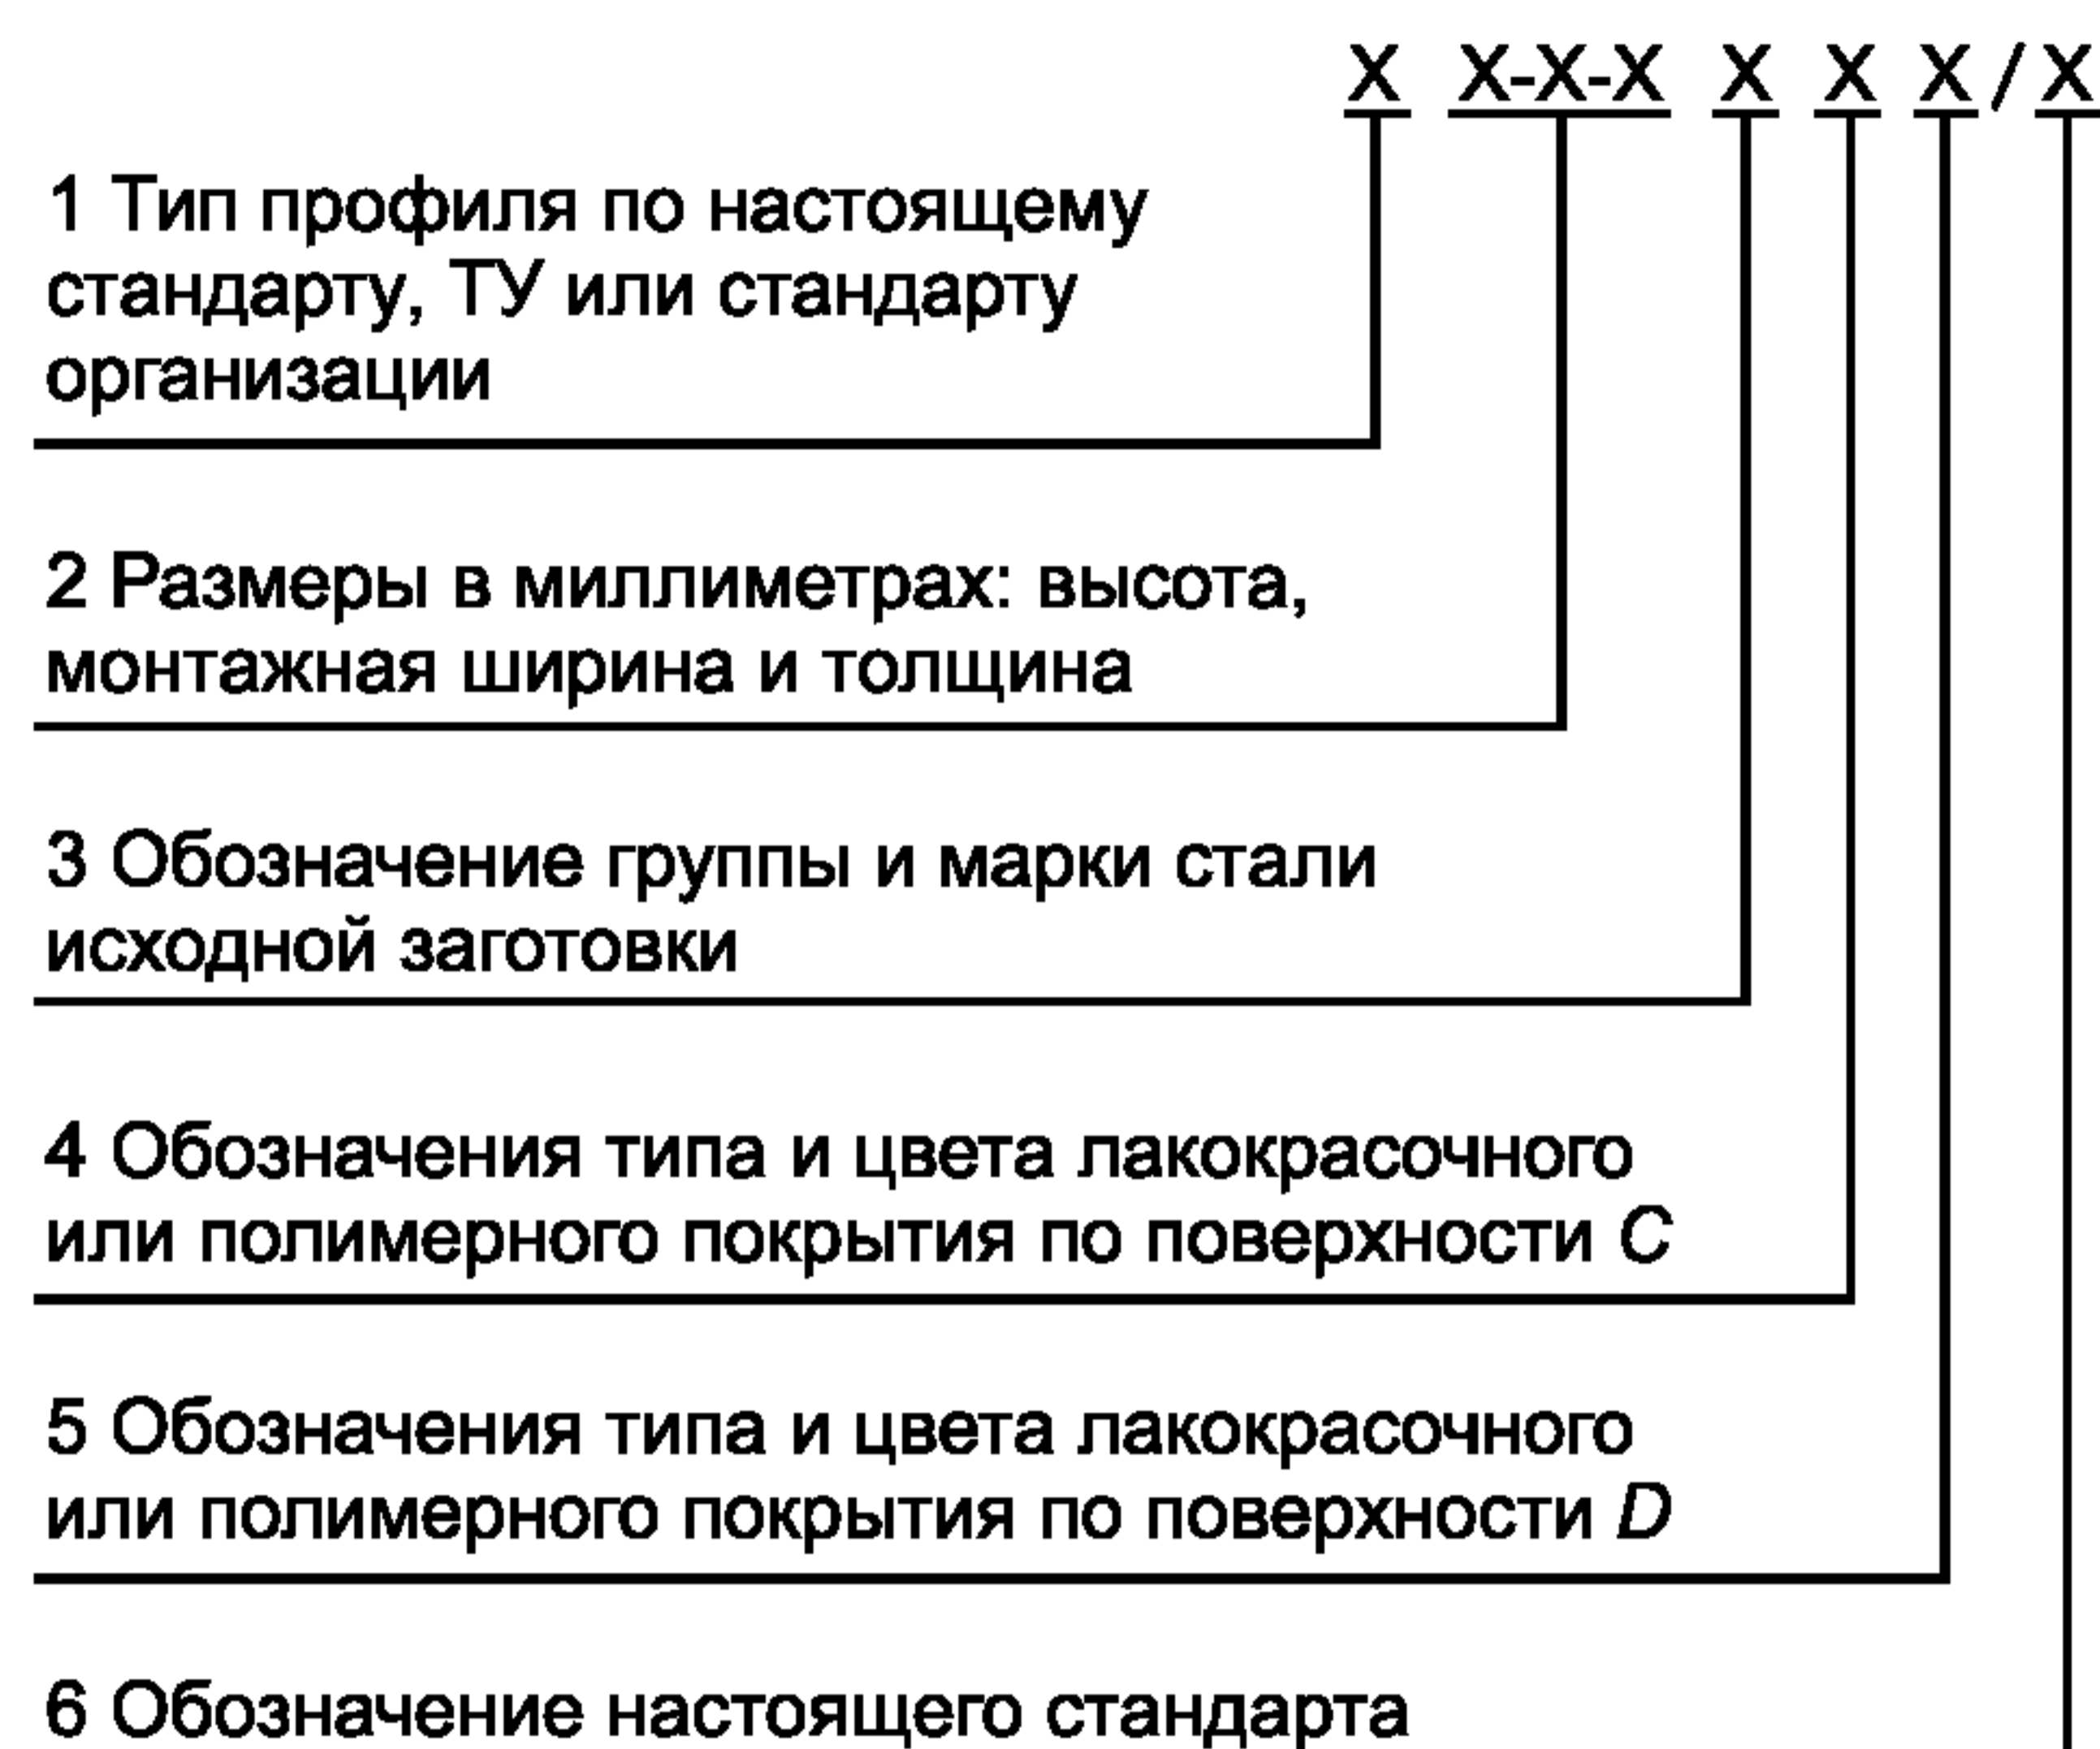 X X-X-X X X X/X
1 Тип профиля по настоящему
стандарту, ТУ или стандарту
организации
2 Размеры в миллиметрах: высота,
монтажная ширина и толщина
3 Обозначение группы и марки стали
исходной заготовки
4 Обозначения типа и цвета лакокрасочного
или полимерного покрытия по поверхности C
5 Обозначения типа и цвета лакокрасочного
или полимерного покрытия по поверхности D
6 Обозначение настоящего стандарта